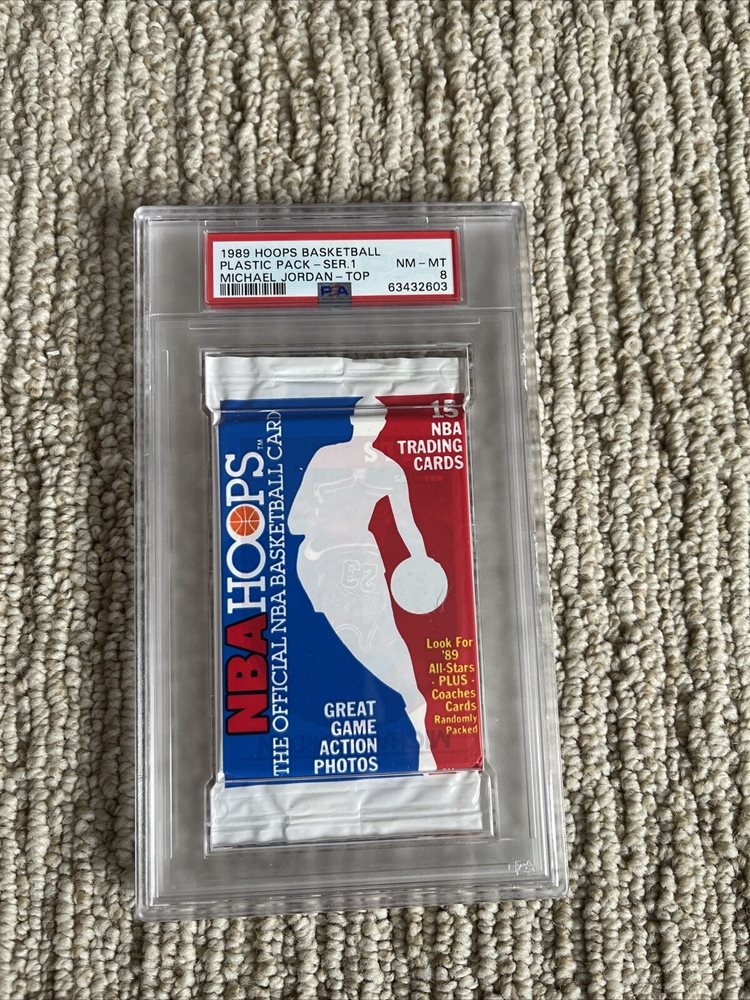 1989 HOOPS BASKETBALL
PLASTIC PACK - SER.1
MICHAEL JORDAN - TOP
NM - MT
8
63432603
PSA
15
NBA
TRADING
CARDS
NBA HOOPS™
THE OFFICIAL NBA BASKETBALL CARD
23
Look For
'89
All-Stars
- PLUS -
Coaches
Cards
Randomly
Packed
GREAT
GAME
ACTION
PHOTOS